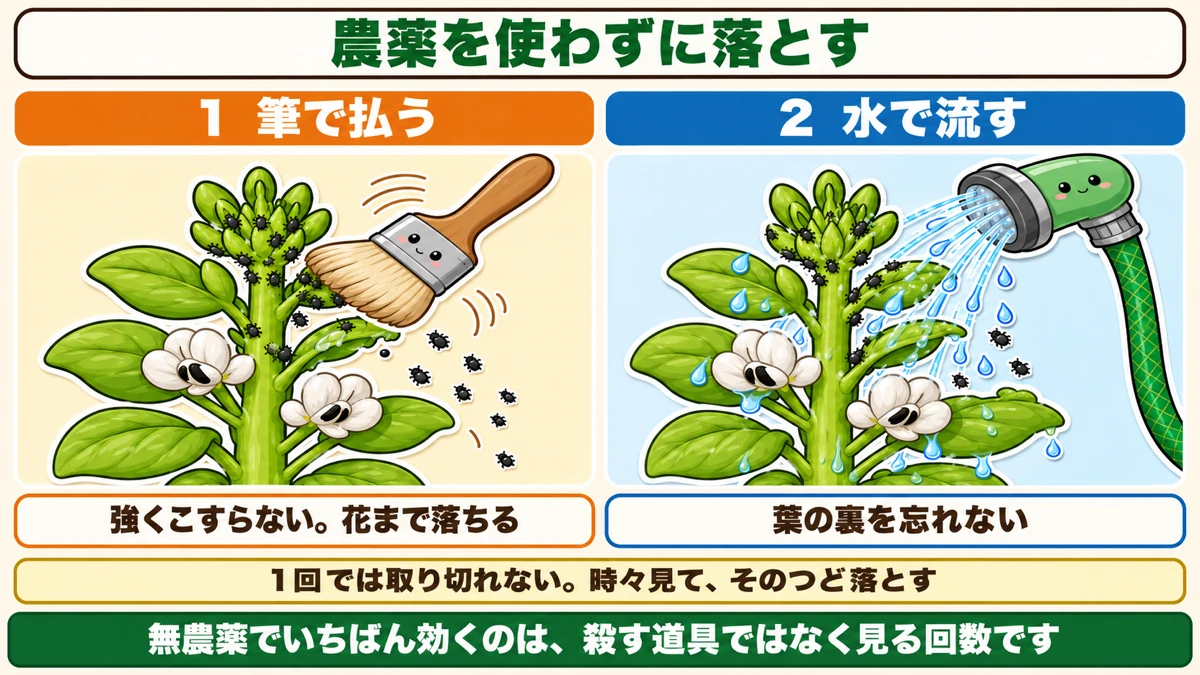 農薬を使わずに落とす
1 筆で払う
2 水で流す
強くこすらない。花まで落ちる
葉の裏を忘れない
1回では取り切れない。時々見て、そのつど落とす
無農薬でいちばん効くのは、殺す道具ではなく見る回数です